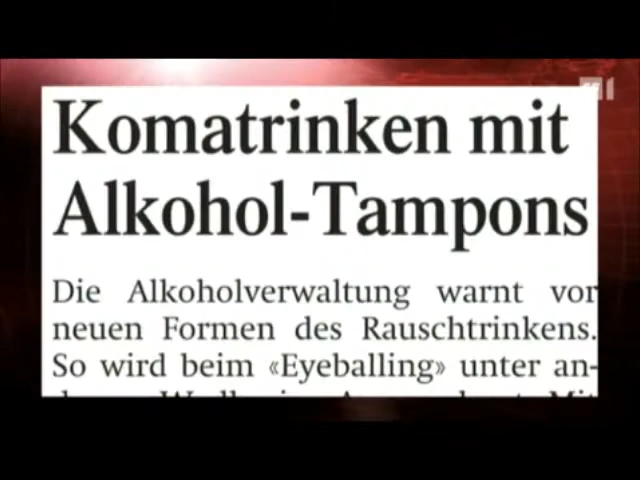 Komatrinken mit
Alkohol-Tampons
Die Alkoholverwaltung warnt vor
neuen Formen des Rauschtrinkens.
So wird beim «Eyeballing» unter an-